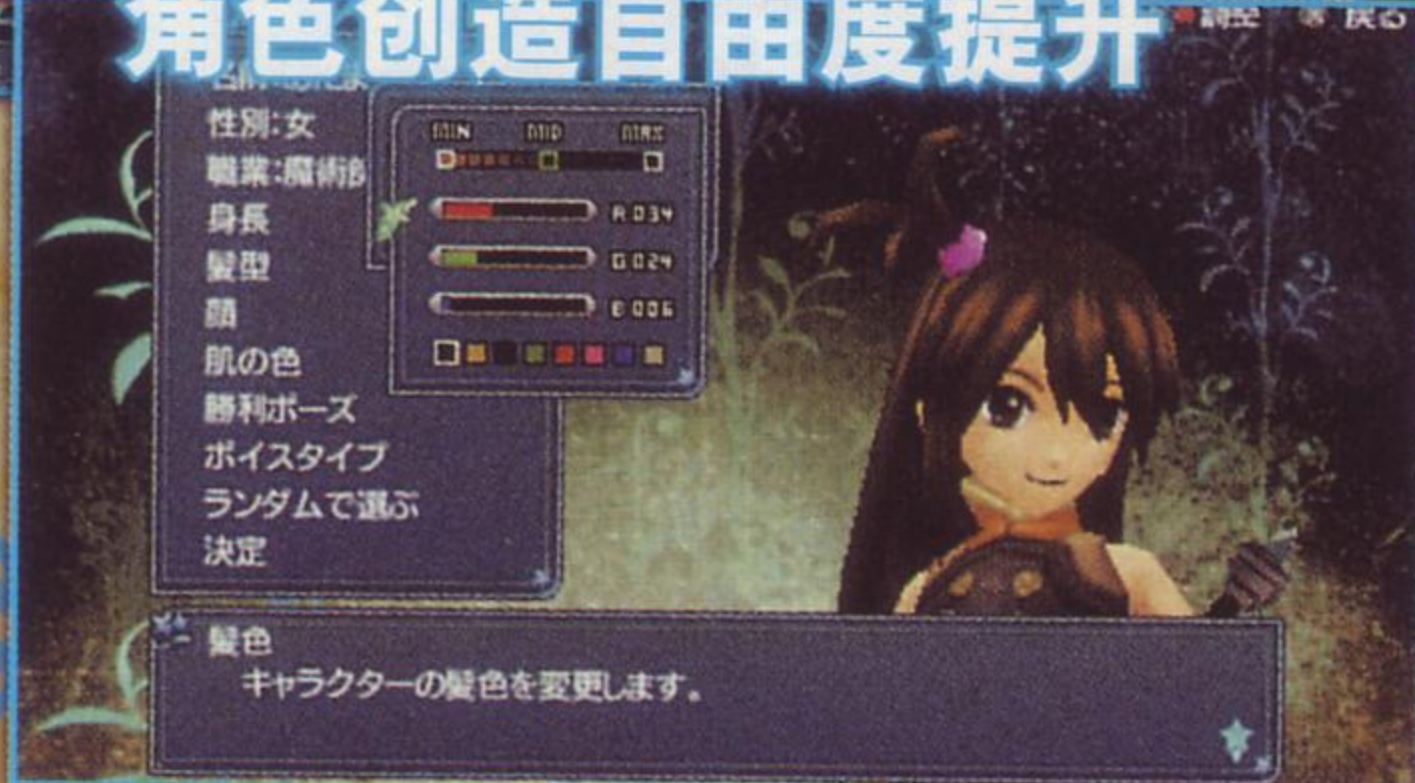 角色创造自由度提升
調整 戻る
性別:女
職業:魔術師
身長
髪型
顔
肌の色
勝利ポーズ
ボイスタイプ
ランダムで選ぶ
決定
MIN MID MAX
R 034
G 024
B 006
髪色
キャラクターの髪色を変更します。